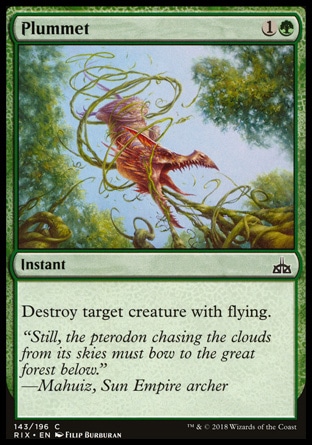 Plummet 1
Instant
Destroy target creature with flying.
“Still, the pterodon chasing the clouds
from its skies must bow to the great
forest below.”
—Mahuiz, Sun Empire archer
143/196 C
RIX • EN Filip Burburan
™ & © 2018 Wizards of the Coast